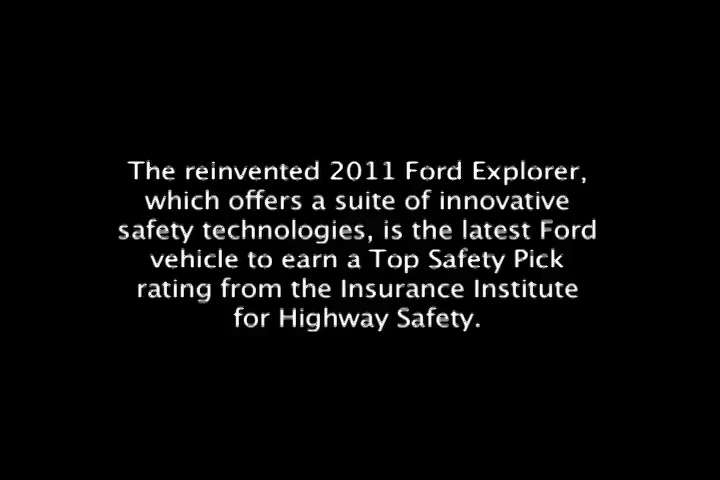 The reinvented 2011 Ford Explorer,
which offers a suite of innovative
safety technologies, is the latest Ford
vehicle to earn a Top Safety Pick
rating from the Insurance Institute
for Highway Safety.